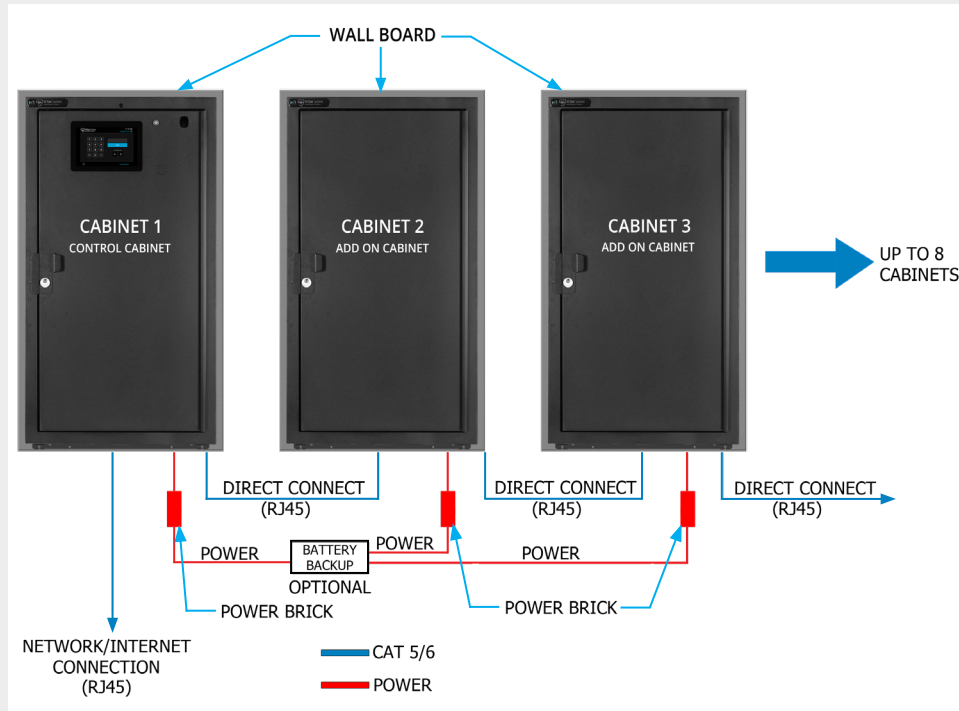 WALL BOARD
CABINET 1
CONTROL CABINET
CABINET 2
ADD ON CABINET
CABINET 3
ADD ON CABINET
UP TO 8
CABINETS
DIRECT CONNECT
(RJ45)
DIRECT CONNECT
(RJ45)
DIRECT CONNECT
(RJ45)
POWER
BATTERY
BACKUP
POWER
POWER
OPTIONAL
POWER BRICK
POWER BRICK
NETWORK/INTERNET
CONNECTION
(RJ45)
CAT 5/6
POWER